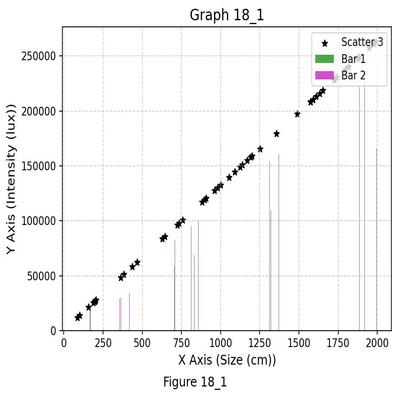 Graph 18_1
Scatter 3
Bar 1
Bar 2
Y Axis (Intensity (lux))
250000
200000
150000
100000
50000
0
0 250 500 750 1000 1250 1500 1750 2000
X Axis (Size (cm))
Figure 18_1